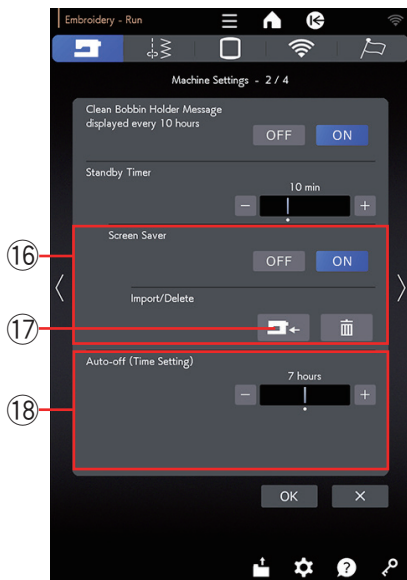 Embroidery - Run
Machine Settings - 2 / 4
Clean Bobbin Holder Message
displayed every 10 hours
OFF ON
Standby Timer
10 min
− +
⑯
Screen Saver
OFF ON
Import/Delete
⑰
Auto-off (Time Setting)
⑱
7 hours
− +
OK ×
?